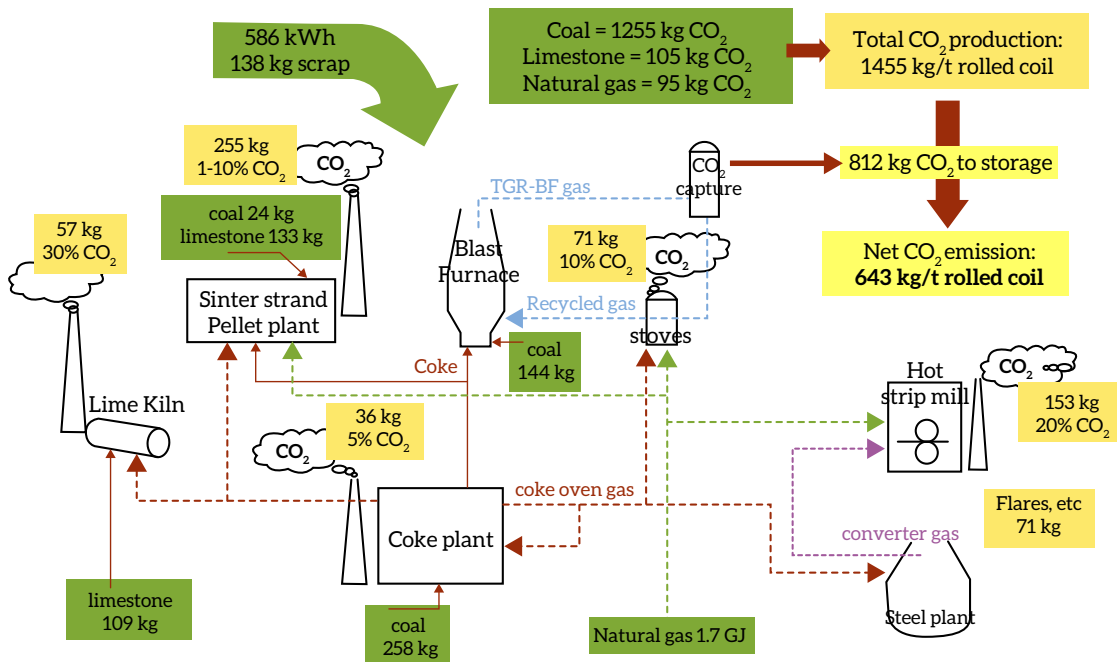 586 kWh
138 kg scrap
Coal = 1255 kg CO₂
Limestone = 105 kg CO₂
Natural gas = 95 kg CO₂
Total CO₂ production:
1455 kg/t rolled coil
255 kg
1-10% CO₂
CO₂
CO₂
capture
812 kg CO₂ to storage
TGR-BF gas
coal 24 kg
limestone 133 kg
57 kg
30% CO₂
Blast
Furnace
71 kg
10% CO₂
CO₂
Net CO₂ emission:
643 kg/t rolled coil
Sinter strand
Pellet plant
Recycled gas
stoves
Coke
coal
144 kg
Hot
strip mill
CO₂
153 kg
20% CO₂
Lime Kiln
36 kg
5% CO₂
CO₂
coke oven gas
Flares, etc
71 kg
Coke plant
converter gas
limestone
109 kg
coal
258 kg
Natural gas 1.7 GJ
Steel plant